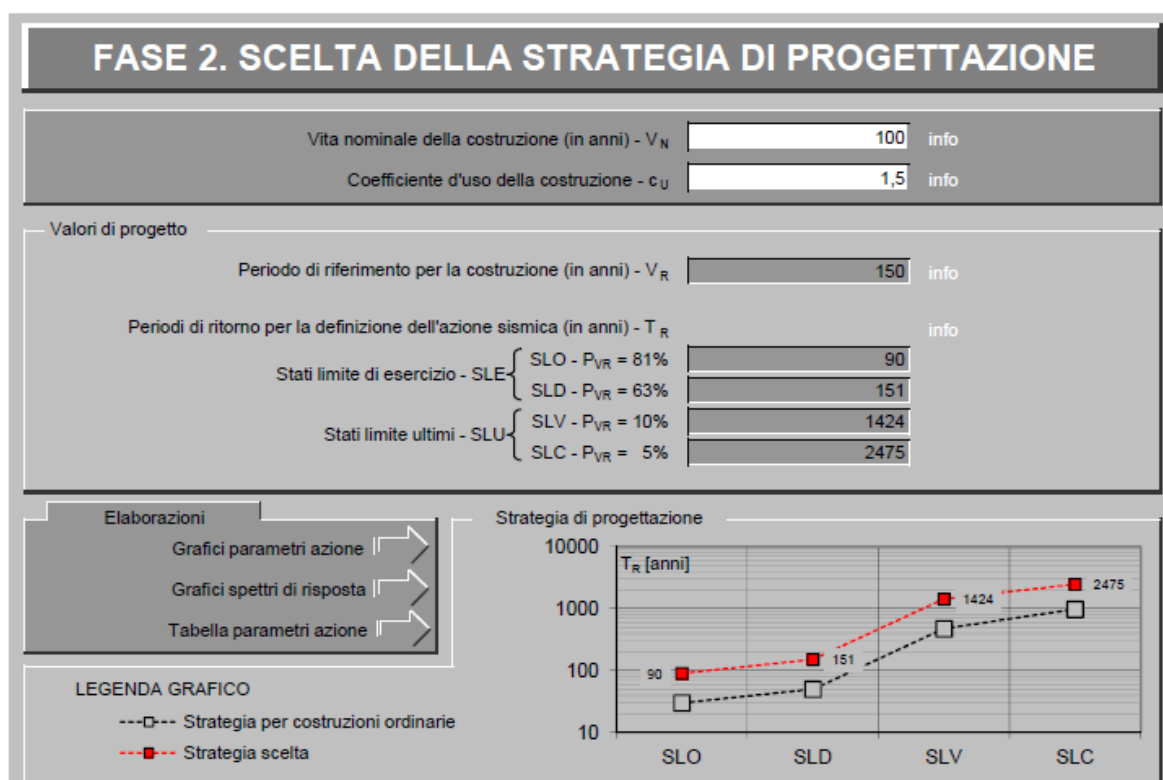 FASE 2. SCELTA DELLA STRATEGIA DI PROGETTAZIONE
Vita nominale della costruzione (in anni) - VN 100 info
Coefficiente d'uso della costruzione - cU 1,5 info
Valori di progetto
Periodo di riferimento per la costruzione (in anni) - VR 150 info
Periodi di ritorno per la definizione dell'azione sismica (in anni) - TR info
Stati limite di esercizio - SLE
SLO - PVR = 81% 90
SLD - PVR = 63% 151
Stati limite ultimi - SLU
SLV - PVR = 10% 1424
SLC - PVR = 5% 2475
Elaborazioni
Grafici parametri azione
Grafici spettri di risposta
Tabella parametri azione
LEGENDA GRAFICO
Strategia per costruzioni ordinarie
Strategia scelta
Strategia di progettazione
TR [anni]
10000
1000
100
10
90
151
1424
2475
SLO SLD SLV SLC